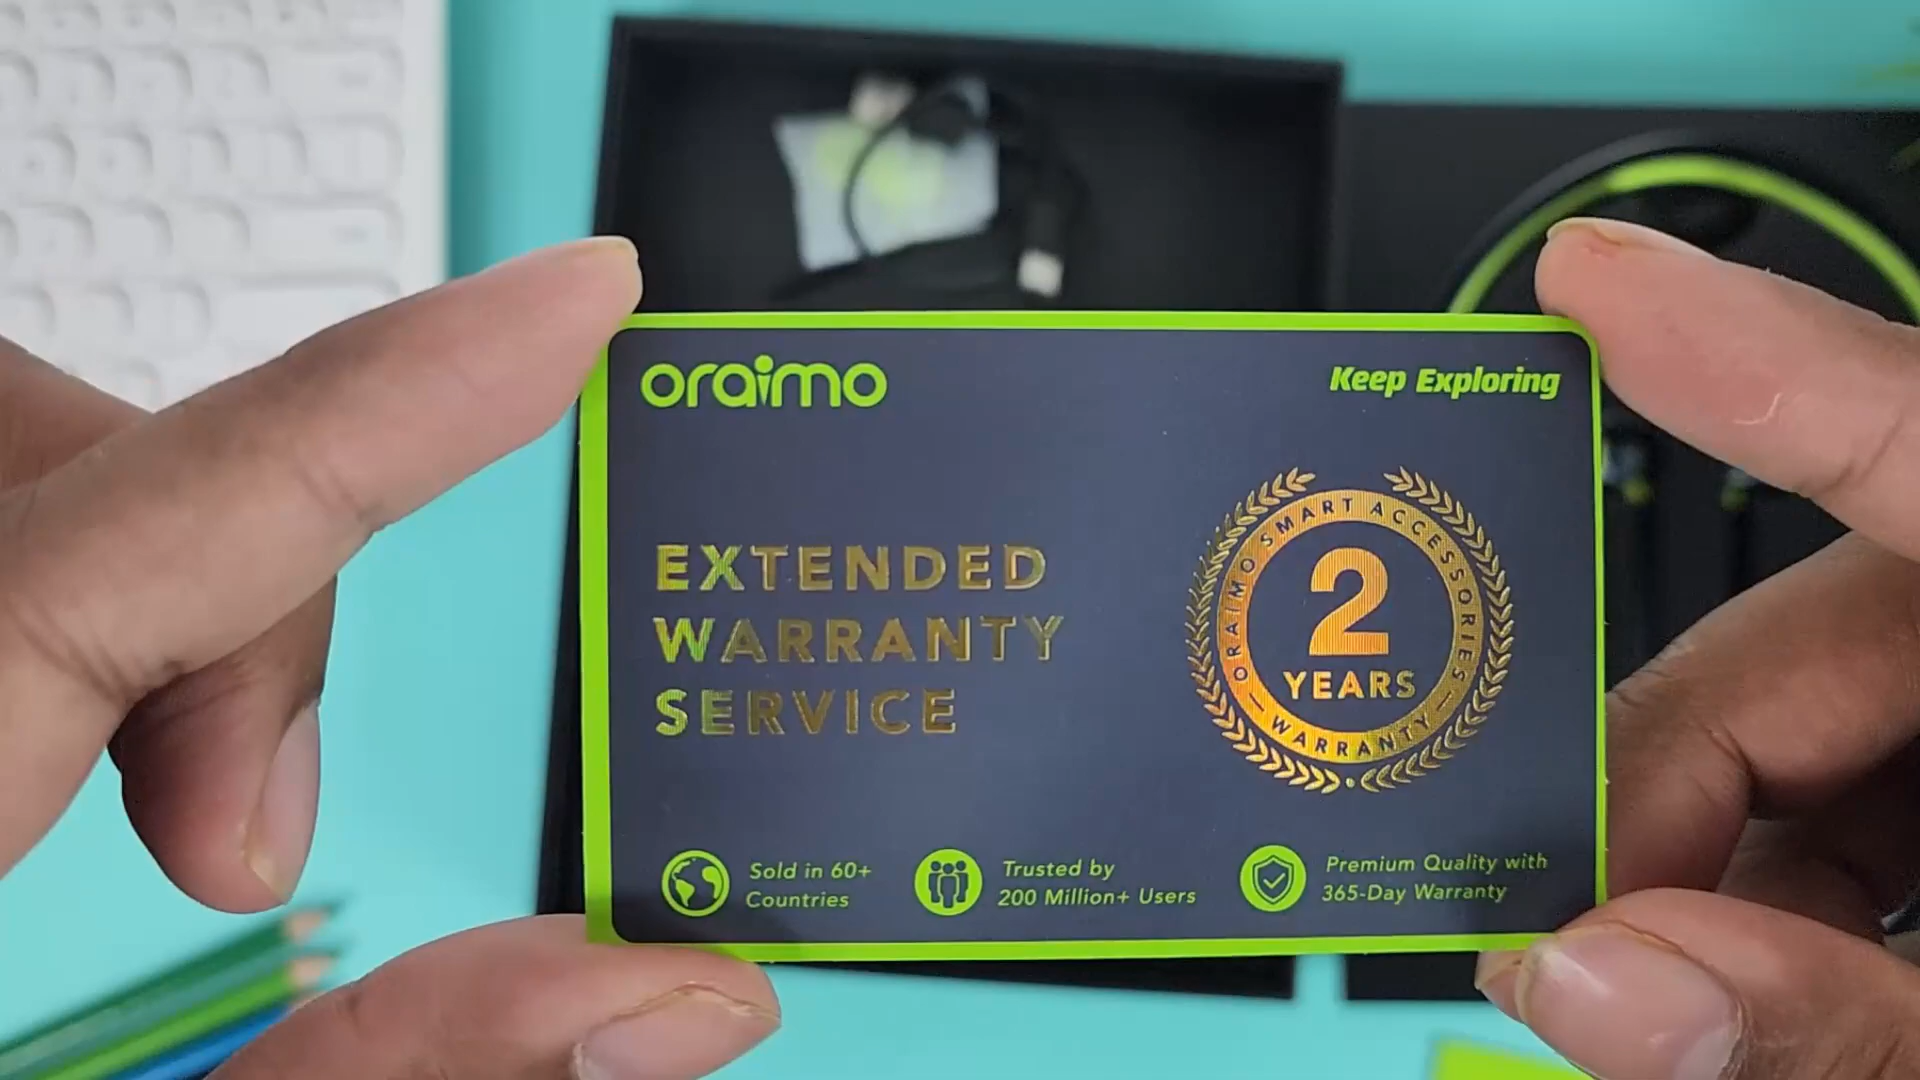 oraimo
Keep Exploring
EXTENDED
WARRANTY
SERVICE
ORAIMO SMART ACCESSORIES
2
YEARS
— WARRANTY —
Sold in 60+
Countries
Trusted by
200 Million+ Users
Premium Quality with
365-Day Warranty